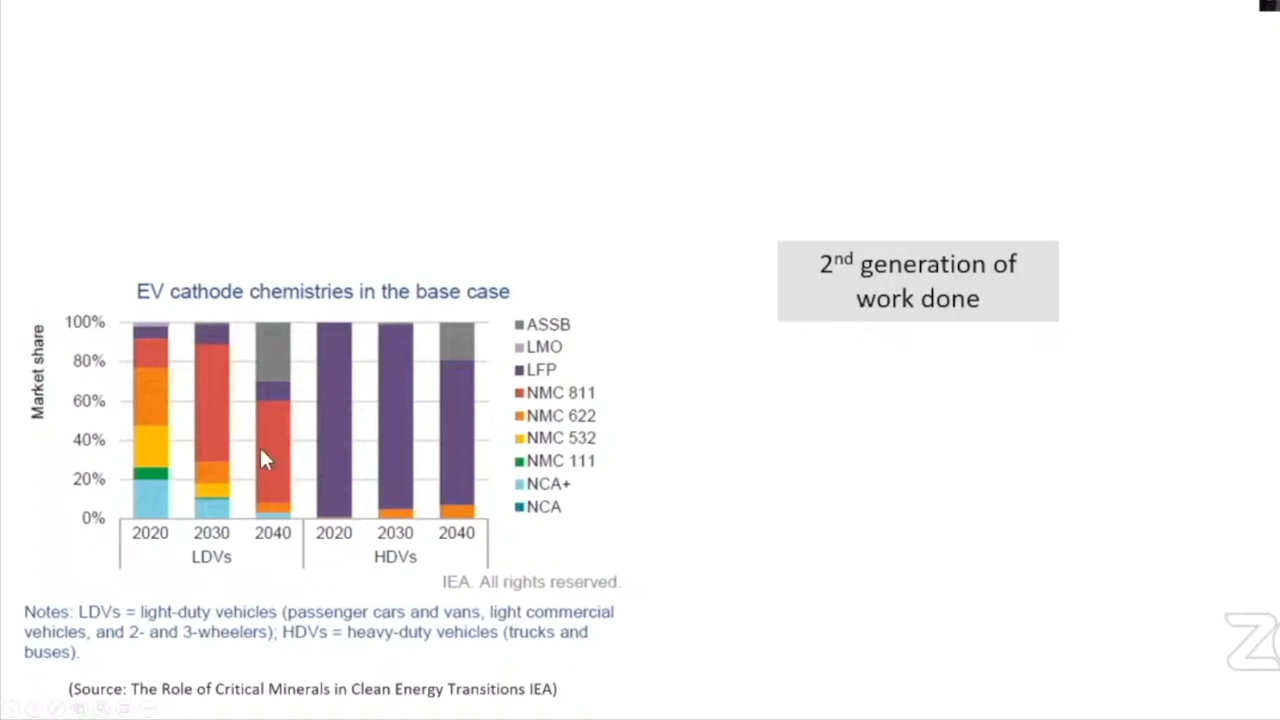 2nd generation of
work done
EV cathode chemistries in the base case
Market share
100%
80%
60%
40%
20%
0%
2020
2030
2040
2020
2030
2040
LDVs
HDVs
ASSB
LMO
LFP
NMC 811
NMC 622
NMC 532
NMC 111
NCA+
NCA
IEA. All rights reserved.
Notes: LDVs = light-duty vehicles (passenger cars and vans, light commercial
vehicles, and 2- and 3-wheelers); HDVs = heavy-duty vehicles (trucks and
buses).
(Source: The Role of Critical Minerals in Clean Energy Transitions IEA)